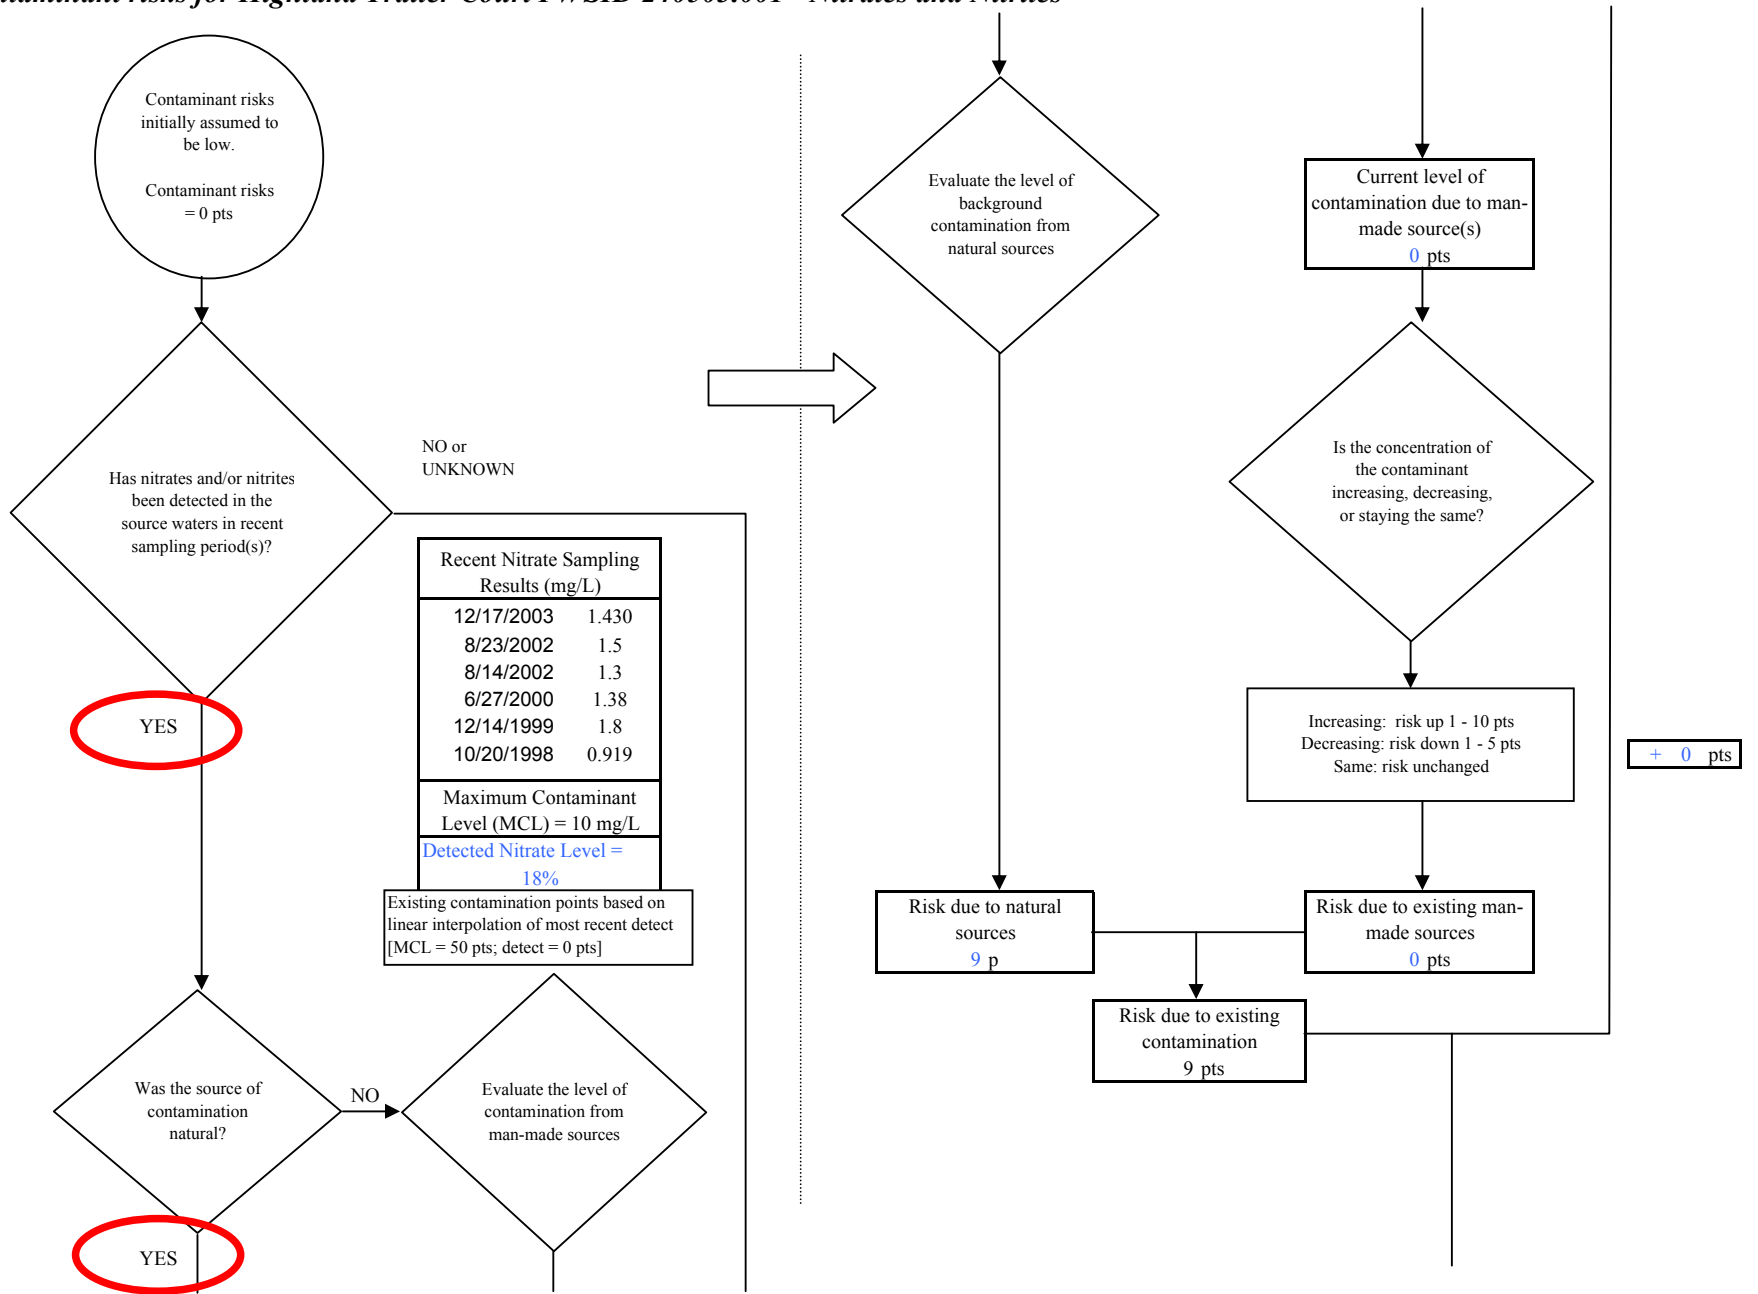 Contaminant risks
initially assumed to
be low.
Contaminant risks
= 0 pts
Has nitrates and/or nitrites
been detected in the
source waters in recent
sampling period(s)?
NO or
UNKNOWN
YES
Recent Nitrate Sampling
Results (mg/L)
12/17/2003 1.430
8/23/2002 1.5
8/14/2002 1.3
6/27/2000 1.38
12/14/1999 1.8
10/20/1998 0.919
Maximum Contaminant
Level (MCL) = 10 mg/L
Detected Nitrate Level =
18%
Existing contamination points based on
linear interpolation of most recent detect
[MCL = 50 pts; detect = 0 pts]
Was the source of
contamination
natural?
NO
Evaluate the level of
contamination from
man-made sources
YES
Evaluate the level of
background
contamination from
natural sources
Current level of
contamination due to man-
made source(s)
0 pts
Is the concentration of
the contaminant
increasing, decreasing,
or staying the same?
Increasing: risk up 1 - 10 pts
Decreasing: risk down 1 - 5 pts
Same: risk unchanged
+ 0 pts
Risk due to natural
sources
9 p
Risk due to existing man-
made sources
0 pts
Risk due to existing
contamination
9 pts